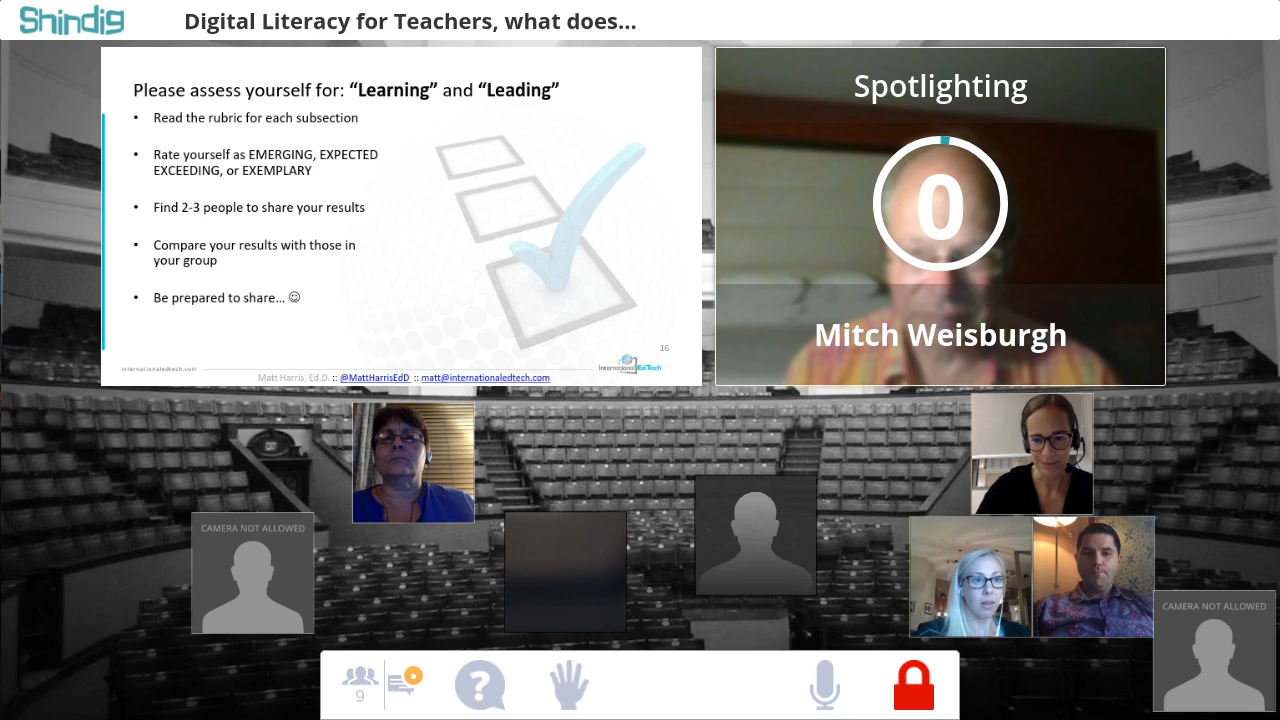 Shindig
Digital Literacy for Teachers, what does...
Please assess yourself for: “Learning” and “Leading”
• Read the rubric for each subsection
• Rate yourself as EMERGING, EXPECTED
EXCEEDING, or EXEMPLARY
• Find 2-3 people to share your results
• Compare your results with those in
your group
• Be prepared to share... ☺
16
internationaledtech.com
International EdTech
Matt Harris, Ed.D. :: @MattHarrisEdD :: matt@internationaledtech.com
Spotlighting
0
Mitch Weisburgh
CAMERA NOT ALLOWED
CAMERA NOT ALLOWED
9
?